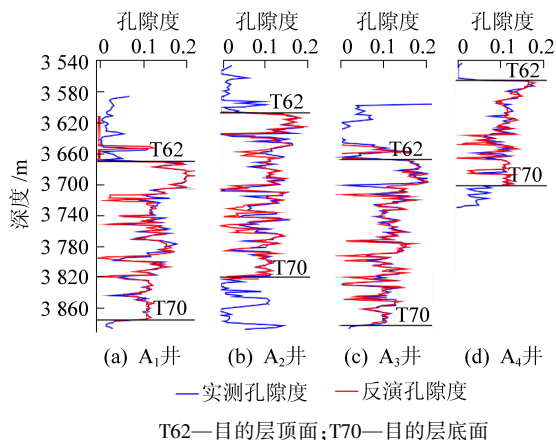 孔隙度 孔隙度 孔隙度 孔隙度
0 0.1 0.2 0 0.1 0.2 0 0.1 0.2 0 0.1 0.2
深度/m
3 540
3 580
3 620
3 660
3 700
3 740
3 780
3 820
3 860
T62 T62 T62 T62
T70 T70 T70 T70
(a) A₁井 (b) A₂井 (c) A₃井 (d) A₄井
实测孔隙度 反演孔隙度
T62—目的层顶面;T70—目的层底面